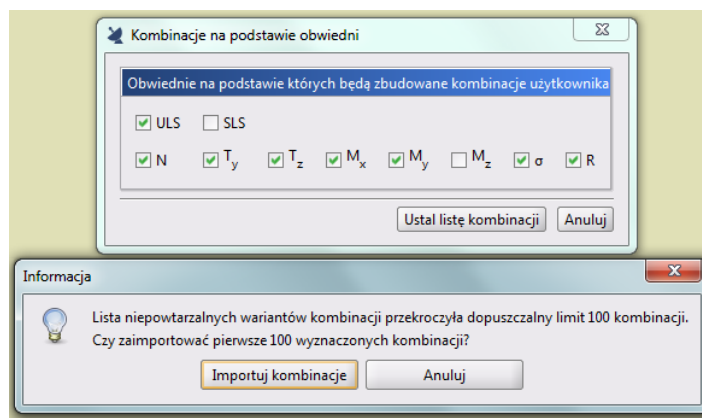 Kombinacje na podstawie obwiedni
Obwiednie na podstawie których będą zbudowane kombinacje użytkownika
ULS SLS
N Ty Tz Mx My Mz σ R
Ustal listę kombinacji Anuluj
Informacja
Lista niepowtarzalnych wariantów kombinacji przekroczyła dopuszczalny limit 100 kombinacji.
Czy zaimportować pierwsze 100 wyznaczonych kombinacji?
Importuj kombinacje Anuluj